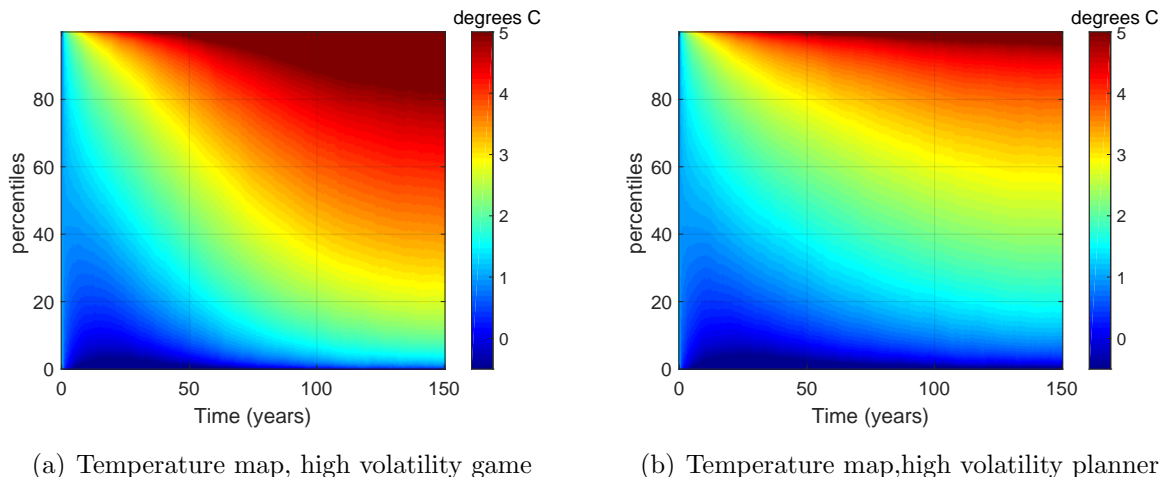 degrees C
5
4
3
2
1
0
80
60
40
20
0
percentiles
0 50 100 150
Time (years)
(a) Temperature map, high volatility game
degrees C
5
4
3
2
1
0
80
60
40
20
0
percentiles
0 50 100 150
Time (years)
(b) Temperature map,high volatility planner